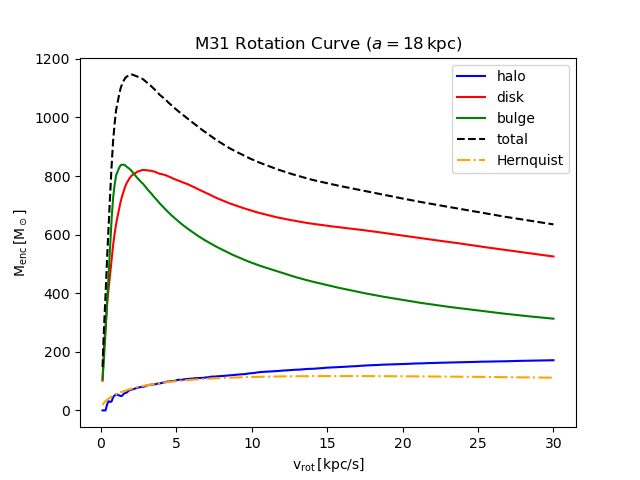 M31 Rotation Curve (a = 18 kpc)
1200
1000
800
600
400
200
0
M_enc [M_⊙]
halo
disk
bulge
total
Hernquist
0 5 10 15 20 25 30
v_rot [kpc/s]